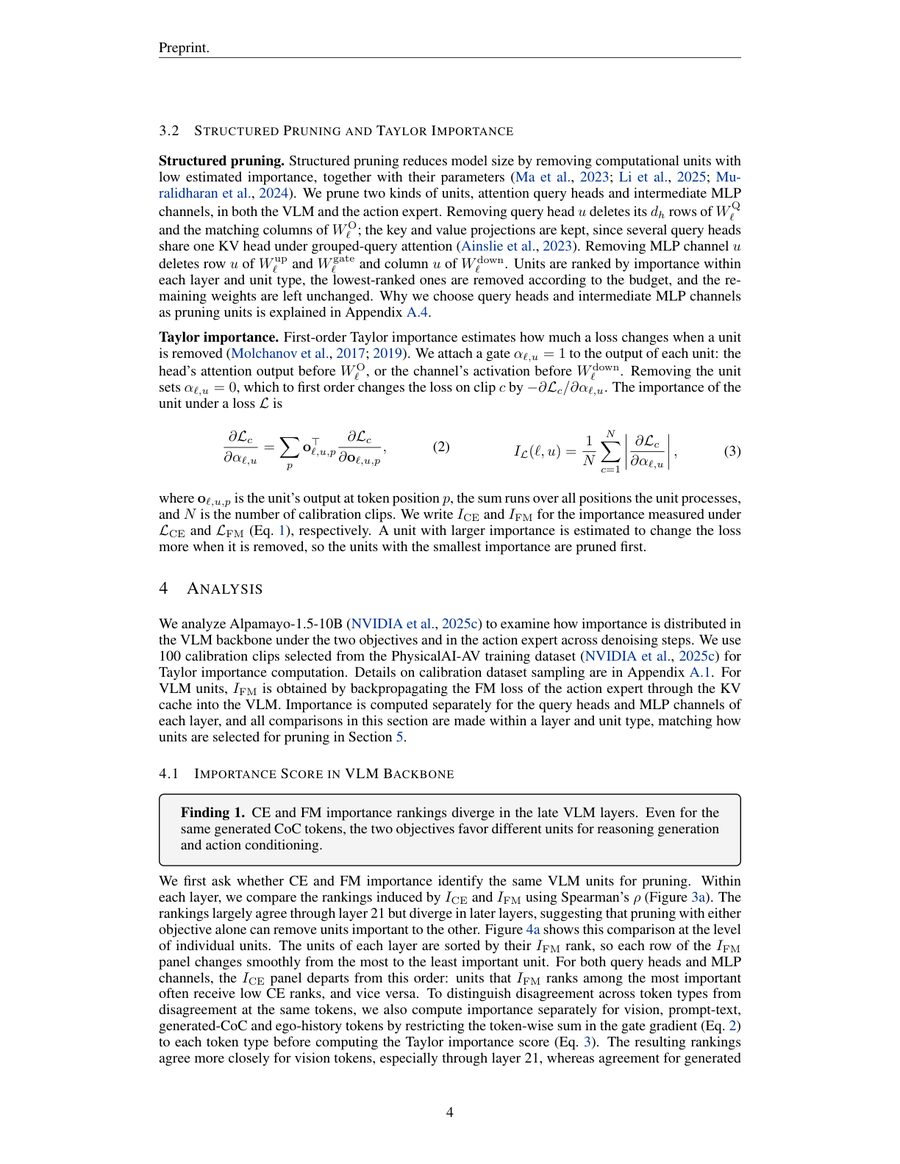 Preprint.
3.2 STRUCTURED PRUNING AND TAYLOR IMPORTANCE
Structured pruning. Structured pruning reduces model size by removing computational units with
low estimated importance, together with their parameters (Ma et al., 2023; Li et al., 2025; Mu-
ralidharan et al., 2024). We prune two kinds of units, attention query heads and intermediate MLP
channels, in both the VLM and the action expert. Removing query head u deletes its d_h rows of W_ℓ^Q
and the matching columns of W_ℓ^O; the key and value projections are kept, since several query heads
share one KV head under grouped-query attention (Ainslie et al., 2023). Removing MLP channel u
deletes row u of W_ℓ^up and W_ℓ^gate and column u of W_ℓ^down. Units are ranked by importance within
each layer and unit type, the lowest-ranked ones are removed according to the budget, and the re-
maining weights are left unchanged. Why we choose query heads and intermediate MLP channels
as pruning units is explained in Appendix A.4.
Taylor importance. First-order Taylor importance estimates how much a loss changes when a unit
is removed (Molchanov et al., 2017; 2019). We attach a gate α_ℓ,u = 1 to the output of each unit: the
head's attention output before W_ℓ^O, or the channel's activation before W_ℓ^down. Removing the unit
sets α_ℓ,u = 0, which to first order changes the loss on clip c by −∂L_c/∂α_ℓ,u. The importance of the
unit under a loss L is
∂L_c/∂α_ℓ,u = ∑_p o_ℓ,u,p^⊤ ∂L_c/∂o_ℓ,u,p, (2) I_L(ℓ, u) = 1/N ∑_{c=1}^N |∂L_c/∂α_ℓ,u|, (3)
where o_ℓ,u,p is the unit's output at token position p, the sum runs over all positions the unit processes,
and N is the number of calibration clips. We write I_CE and I_FM for the importance measured under
L_CE and L_FM (Eq. 1), respectively. A unit with larger importance is estimated to change the loss
more when it is removed, so the units with the smallest importance are pruned first.
4 ANALYSIS
We analyze Alpamayo-1.5-10B (NVIDIA et al., 2025c) to examine how importance is distributed in
the VLM backbone under the two objectives and in the action expert across denoising steps. We use
100 calibration clips selected from the PhysicalAI-AV training dataset (NVIDIA et al., 2025c) for
Taylor importance computation. Details on calibration dataset sampling are in Appendix A.1. For
VLM units, I_FM is obtained by backpropagating the FM loss of the action expert through the KV
cache into the VLM. Importance is computed separately for the query heads and MLP channels of
each layer, and all comparisons in this section are made within a layer and unit type, matching how
units are selected for pruning in Section 5.
4.1 IMPORTANCE SCORE IN VLM BACKBONE
Finding 1. CE and FM importance rankings diverge in the late VLM layers. Even for the
same generated CoC tokens, the two objectives favor different units for reasoning generation
and action conditioning.
We first ask whether CE and FM importance identify the same VLM units for pruning. Within
each layer, we compare the rankings induced by I_CE and I_FM using Spearman's ρ (Figure 3a). The
rankings largely agree through layer 21 but diverge in later layers, suggesting that pruning with either
objective alone can remove units important to the other. Figure 4a shows this comparison at the level
of individual units. The units of each layer are sorted by their I_FM rank, so each row of the I_FM
panel changes smoothly from the most to the least important unit. For both query heads and MLP
channels, the I_CE panel departs from this order: units that I_FM ranks among the most important
often receive low CE ranks, and vice versa. To distinguish disagreement across token types from
disagreement at the same tokens, we also compute importance separately for vision, prompt-text,
generated-CoC and ego-history tokens by restricting the token-wise sum in the gate gradient (Eq. 2)
to each token type before computing the Taylor importance score (Eq. 3). The resulting rankings
agree more closely for vision tokens, especially through layer 21, whereas agreement for generated
4